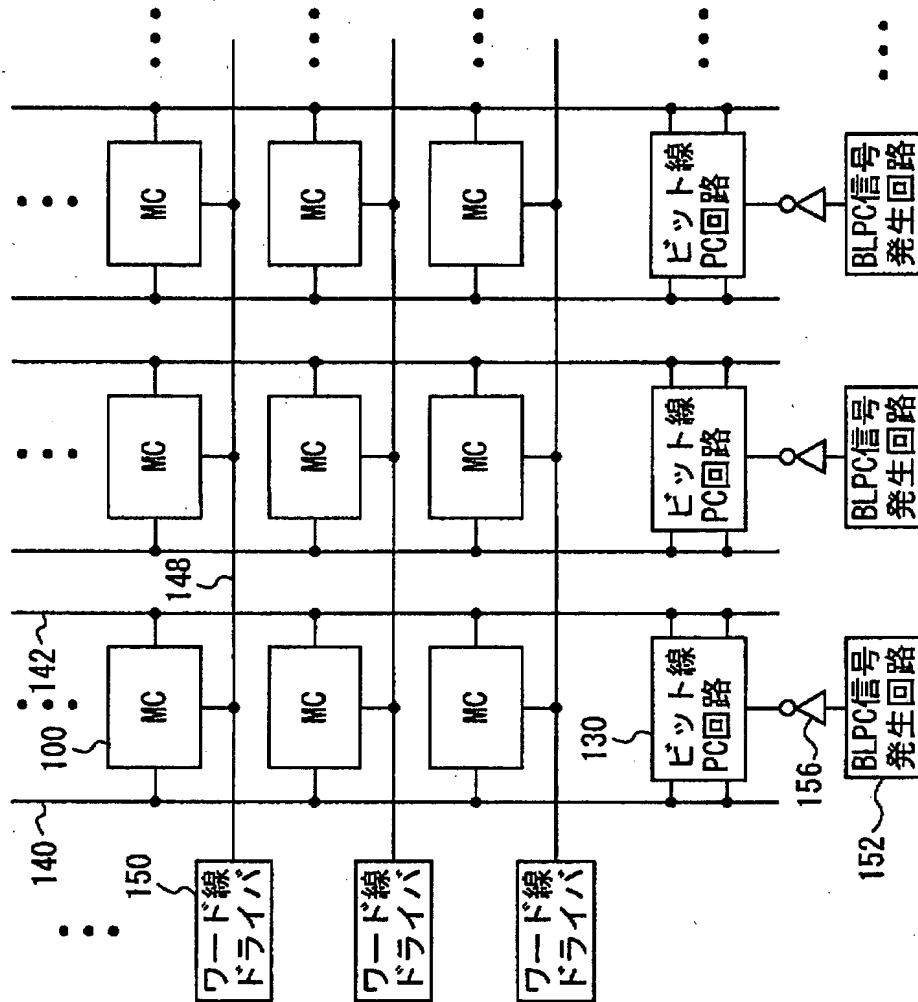 140
142
100
MC
MC
MC
150
148
ワード線
ドライバ
MC
MC
MC
ワード線
ドライバ
MC
MC
MC
ワード線
ドライバ
130
ビット線
PC回路
ビット線
PC回路
ビット線
PC回路
156
152
BLPC信号
発生回路
BLPC信号
発生回路
BLPC信号
発生回路